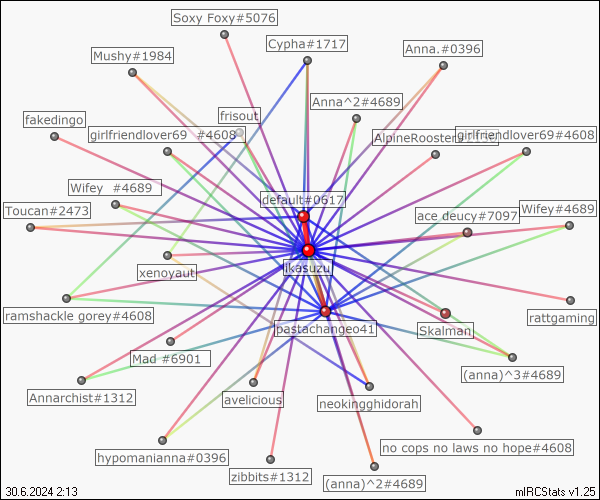 Soxy Foxy#5076
Cypha#1717
Mushy#1984
Anna.#0396
Anna^2#4689
fakedingo
frisout
girlfriendlover69 #4608
AlpineRooster
girlfriendlover69#4608
Wifey #4689
default#0617
Toucan#2473
ace deucy#7097
Wifey#4689
xenoyaut
ikasuzu
ramshackle gorey#4608
pastachangeo41
Skalman
rattgaming
Mad #6901
(anna)^3#4689
Annarchist#1312
avelicious
neokingghidorah
hypomanianna#0396
no cops no laws no hope#4608
zibbits#1312
(anna)^2#4689
30.6.2024 2:13
mIRCStats v1.25